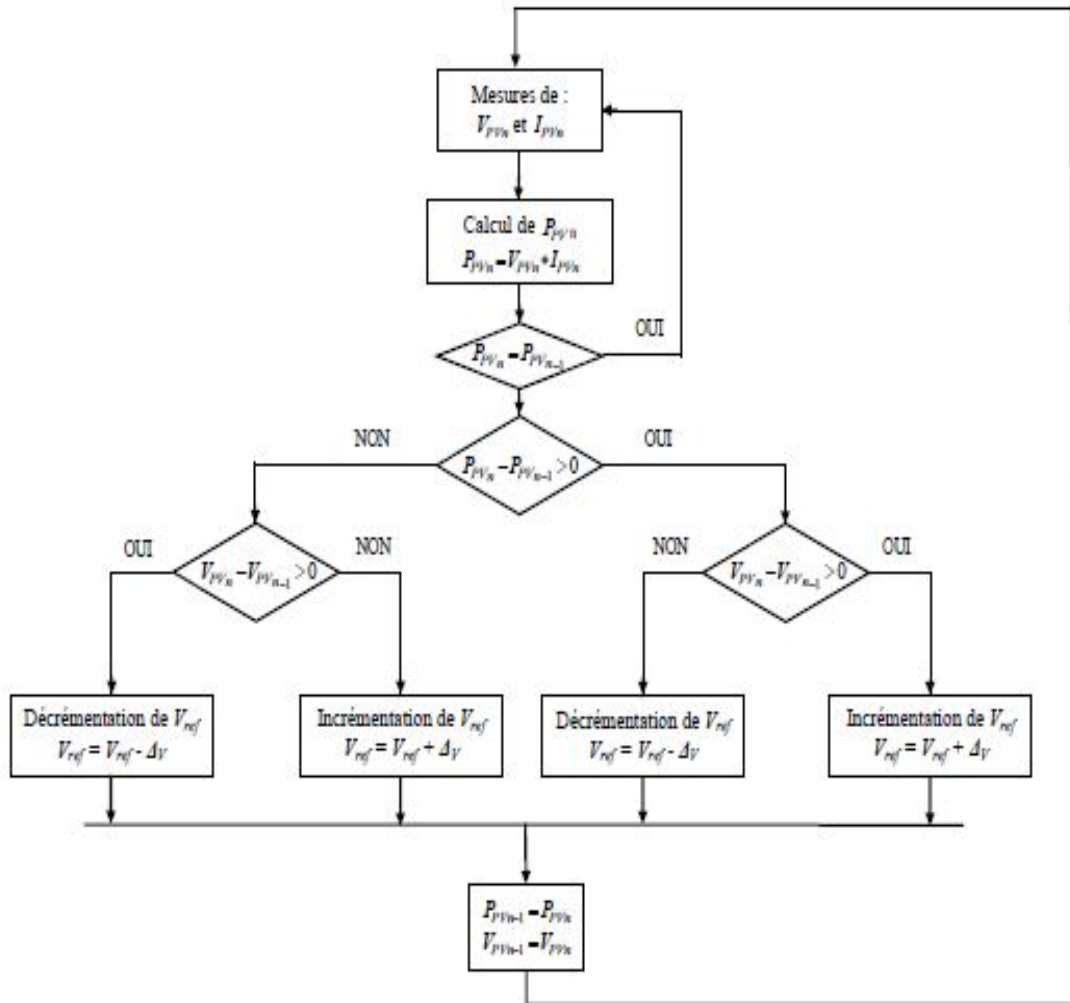 Mesures de :
V_PVn et I_PVn
Calcul de P_PVn
P_PVn = V_PVn * I_PVn
OUI
P_PVn = P_PVn-1
NON
OUI
P_PVn - P_PVn-1 > 0
OUI
NON
NON
OUI
V_PVn - V_PVn-1 > 0
V_PVn - V_PVn-1 > 0
Décrémentation de V_ref
V_ref = V_ref - Δ_V
Incrémentation de V_ref
V_ref = V_ref + Δ_V
Décrémentation de V_ref
V_ref = V_ref - Δ_V
Incrémentation de V_ref
V_ref = V_ref + Δ_V
P_PVn-1 = P_PVn
V_PVn-1 = V_PVn